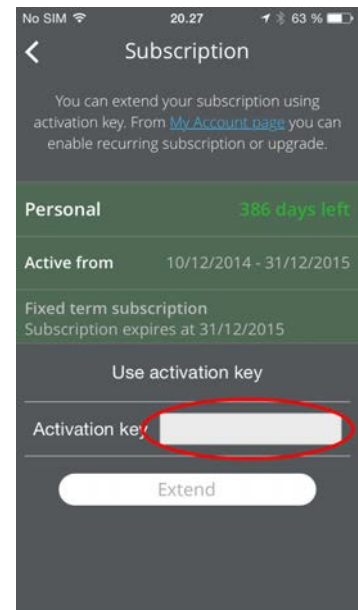 No SIM 20.27 63 %
Subscription
You can extend your subscription using
activation key. From My Account page you can
enable recurring subscription or upgrade.
Personal 386 days left
Active from 10/12/2014 - 31/12/2015
Fixed term subscription
Subscription expires at 31/12/2015
Use activation key
Activation key
Extend